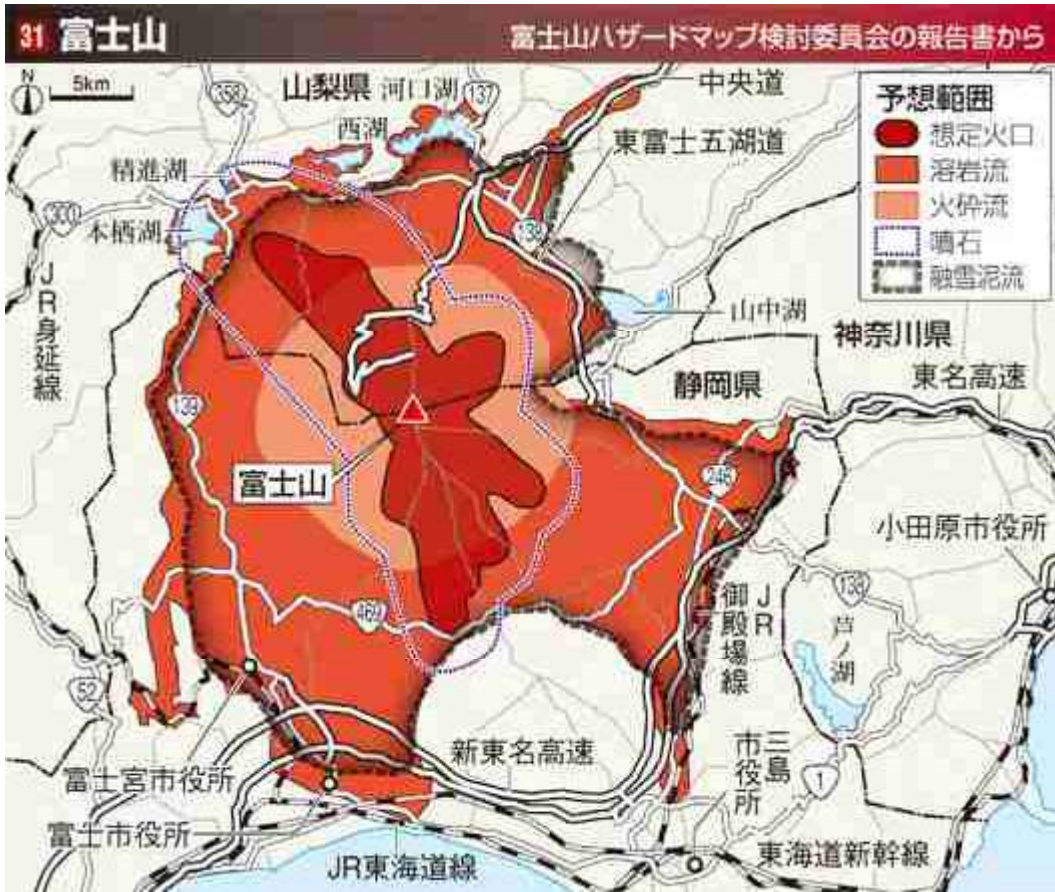 31 富士山
富士山ハザードマップ検討委員会の報告書から
N
5km
358
山梨県
河口湖
137
中央道
西湖
東富士五湖道
精進湖
300
本栖湖
138
JR身延線
山中湖
神奈川県
静岡県
東名高速
139
富士山
246
小田原市役所
469
JR御殿場線
138
芦ノ湖
52
新東名高速
三島市役所
1
富士宮市役所
富士市役所
JR東海道線
東海道新幹線
予想範囲
想定火口
溶岩流
火砕流
噴石
融雪泥流